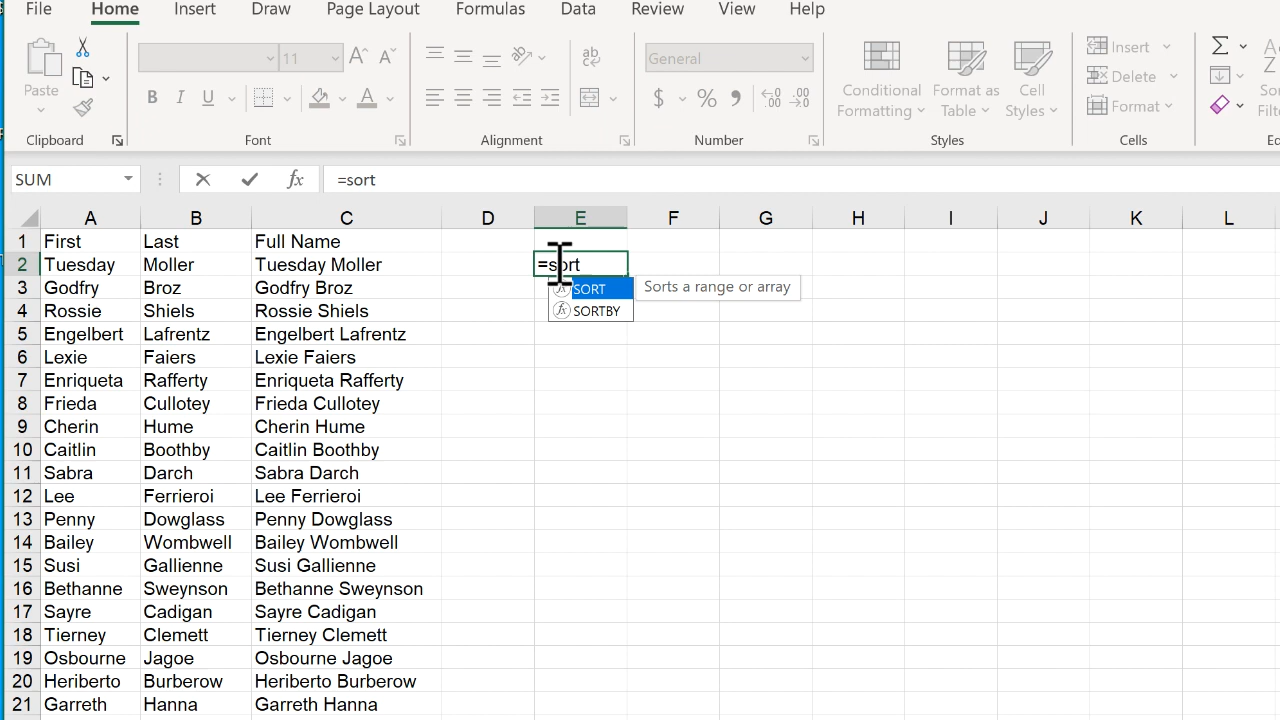 File Home Insert Draw Page Layout Formulas Data Review View Help
11 General Insert
Paste Conditional Format as Cell Delete
B I U $ % Formatting Table Styles Format
Clipboard Font Alignment Number Styles Cells
SUM fx =sort
A B C D E F G H I J K L
1 First Last Full Name
2 Tuesday Moller Tuesday Moller =sort
3 Godfry Broz Godfry Broz SORT Sorts a range or array
4 Rossie Shiels Rossie Shiels SORTBY
5 Engelbert Lafrentz Engelbert Lafrentz
6 Lexie Faiers Lexie Faiers
7 Enriqueta Rafferty Enriqueta Rafferty
8 Frieda Cullotey Frieda Cullotey
9 Cherin Hume Cherin Hume
10 Caitlin Boothby Caitlin Boothby
11 Sabra Darch Sabra Darch
12 Lee Ferrieroi Lee Ferrieroi
13 Penny Dowglass Penny Dowglass
14 Bailey Wombwell Bailey Wombwell
15 Susi Gallienne Susi Gallienne
16 Bethanne Sweynson Bethanne Sweynson
17 Sayre Cadigan Sayre Cadigan
18 Tierney Clemett Tierney Clemett
19 Osbourne Jagoe Osbourne Jagoe
20 Heriberto Burberow Heriberto Burberow
21 Garreth Hanna Garreth Hanna